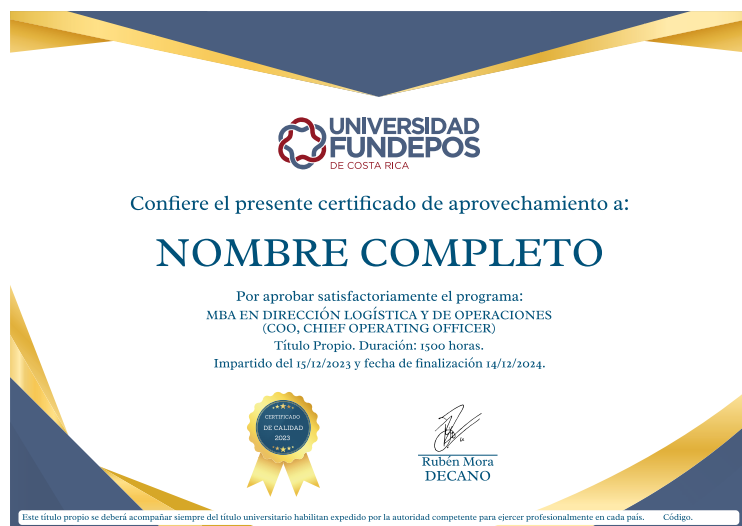 UNIVERSIDAD
FUNDEPOS
DE COSTA RICA
Confiere el presente certificado de aprovechamiento a:
NOMBRE COMPLETO
Por aprobar satisfactoriamente el programa:
MBA EN DIRECCIÓN LOGÍSTICA Y DE OPERACIONES
(COO, CHIEF OPERATING OFFICER)
Título Propio. Duración: 1500 horas.
Impartido del 15/12/2023 y fecha de finalización 14/12/2024.
CERTIFICADO
DE CALIDAD
2023
Rubén Mora
DECANO
Este título propio se deberá acompañar siempre del título universitario habilitan expedido por la autoridad competente para ejercer profesionalmente en cada país. Código.